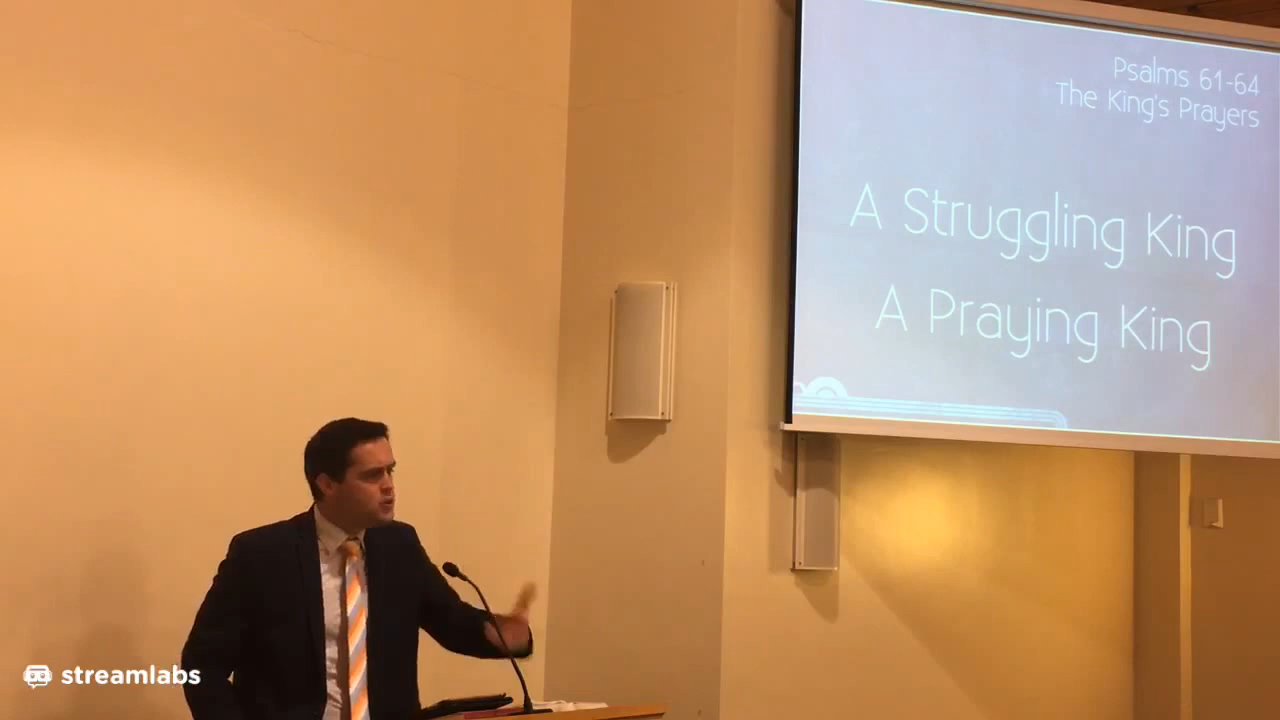 Psalms 61-64
The King's Prayers
A Struggling King
A Praying King
streamlabs